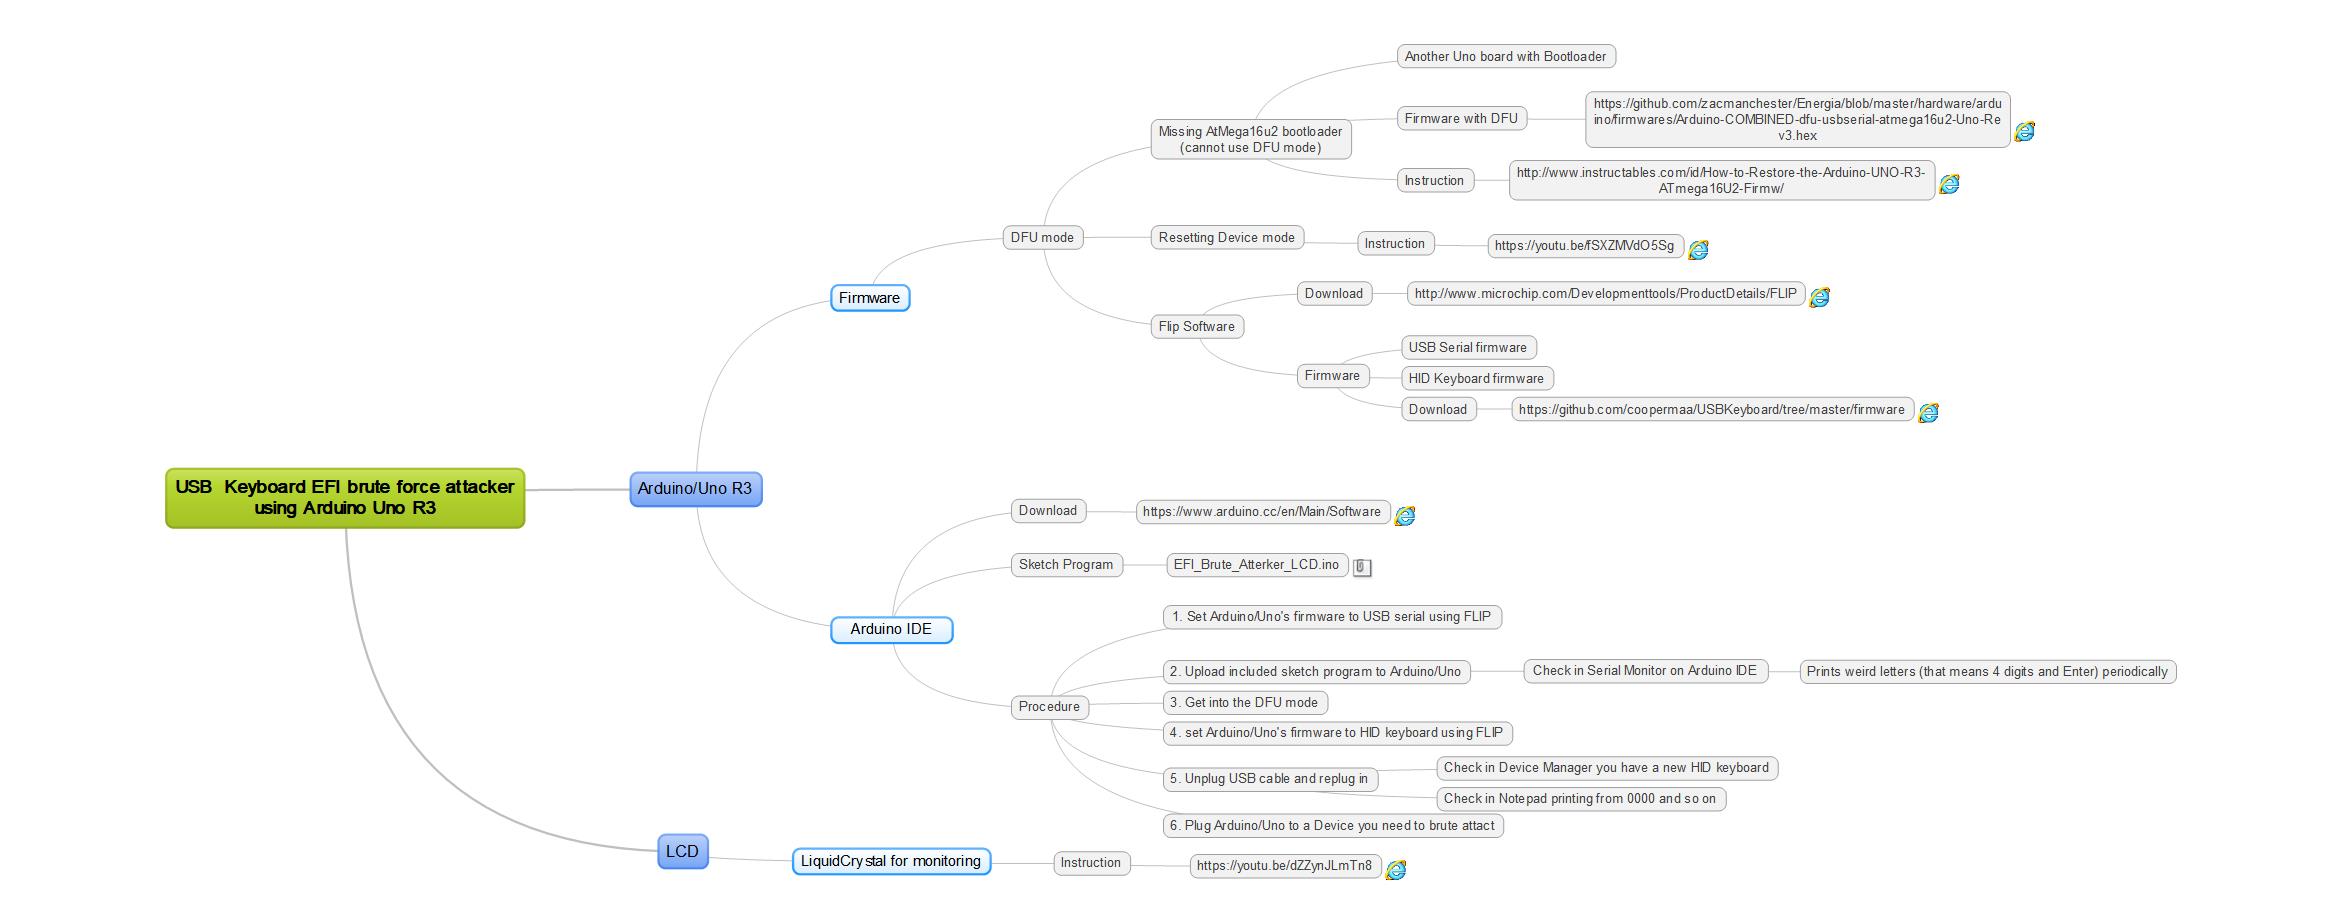 Another Uno board with Bootloader
https://github.com/zacmanchester/Energia/blob/master/hardware/ardu
ino/firmwares/Arduino-COMBINED-dfu-usbserial-atmega16u2-Uno-Re
v3.hex
Firmware with DFU
Missing AtMega16u2 bootloader
(cannot use DFU mode)
Instruction
http://www.instructables.com/id/How-to-Restore-the-Arduino-UNO-R3-
ATmega16U2-Firmw/
DFU mode
Resetting Device mode
Instruction
https://youtu.be/fSXZMVdO5Sg
Firmware
Download
http://www.microchip.com/Developmenttools/ProductDetails/FLIP
Flip Software
USB Serial firmware
Firmware
HID Keyboard firmware
Download
https://github.com/coopermaa/USBKeyboard/tree/master/firmware
USB  Keyboard EFI brute force attacker
using Arduino Uno R3
Arduino/Uno R3
Download
https://www.arduino.cc/en/Main/Software
Sketch Program
EFI_Brute_Atterker_LCD.ino
Arduino IDE
1. Set Arduino/Uno's firmware to USB serial using FLIP
2. Upload included sketch program to Arduino/Uno
Check in Serial Monitor on Arduino IDE
Prints weird letters (that means 4 digits and Enter) periodically
Procedure
3. Get into the DFU mode
4. set Arduino/Uno's firmware to HID keyboard using FLIP
5. Unplug USB cable and replug in
Check in Device Manager you have a new HID keyboard
Check in Notepad printing from 0000 and so on
6. Plug Arduino/Uno to a Device you need to brute attact
LCD
LiquidCrystal for monitoring
Instruction
https://youtu.be/dZZynJLmTn8